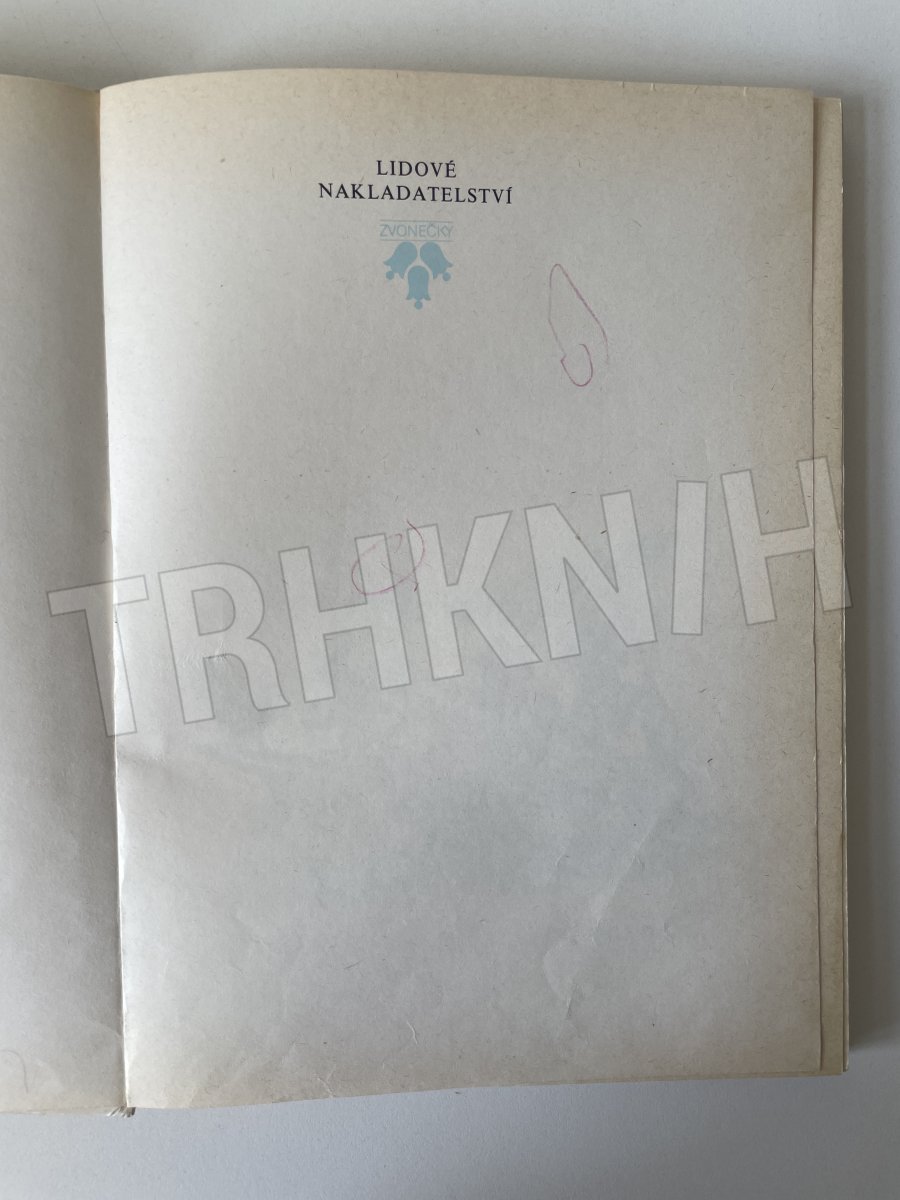 LIDOVÉ
NAKLADATELSTVÍ
ZVONEČKY
TRHKNIH